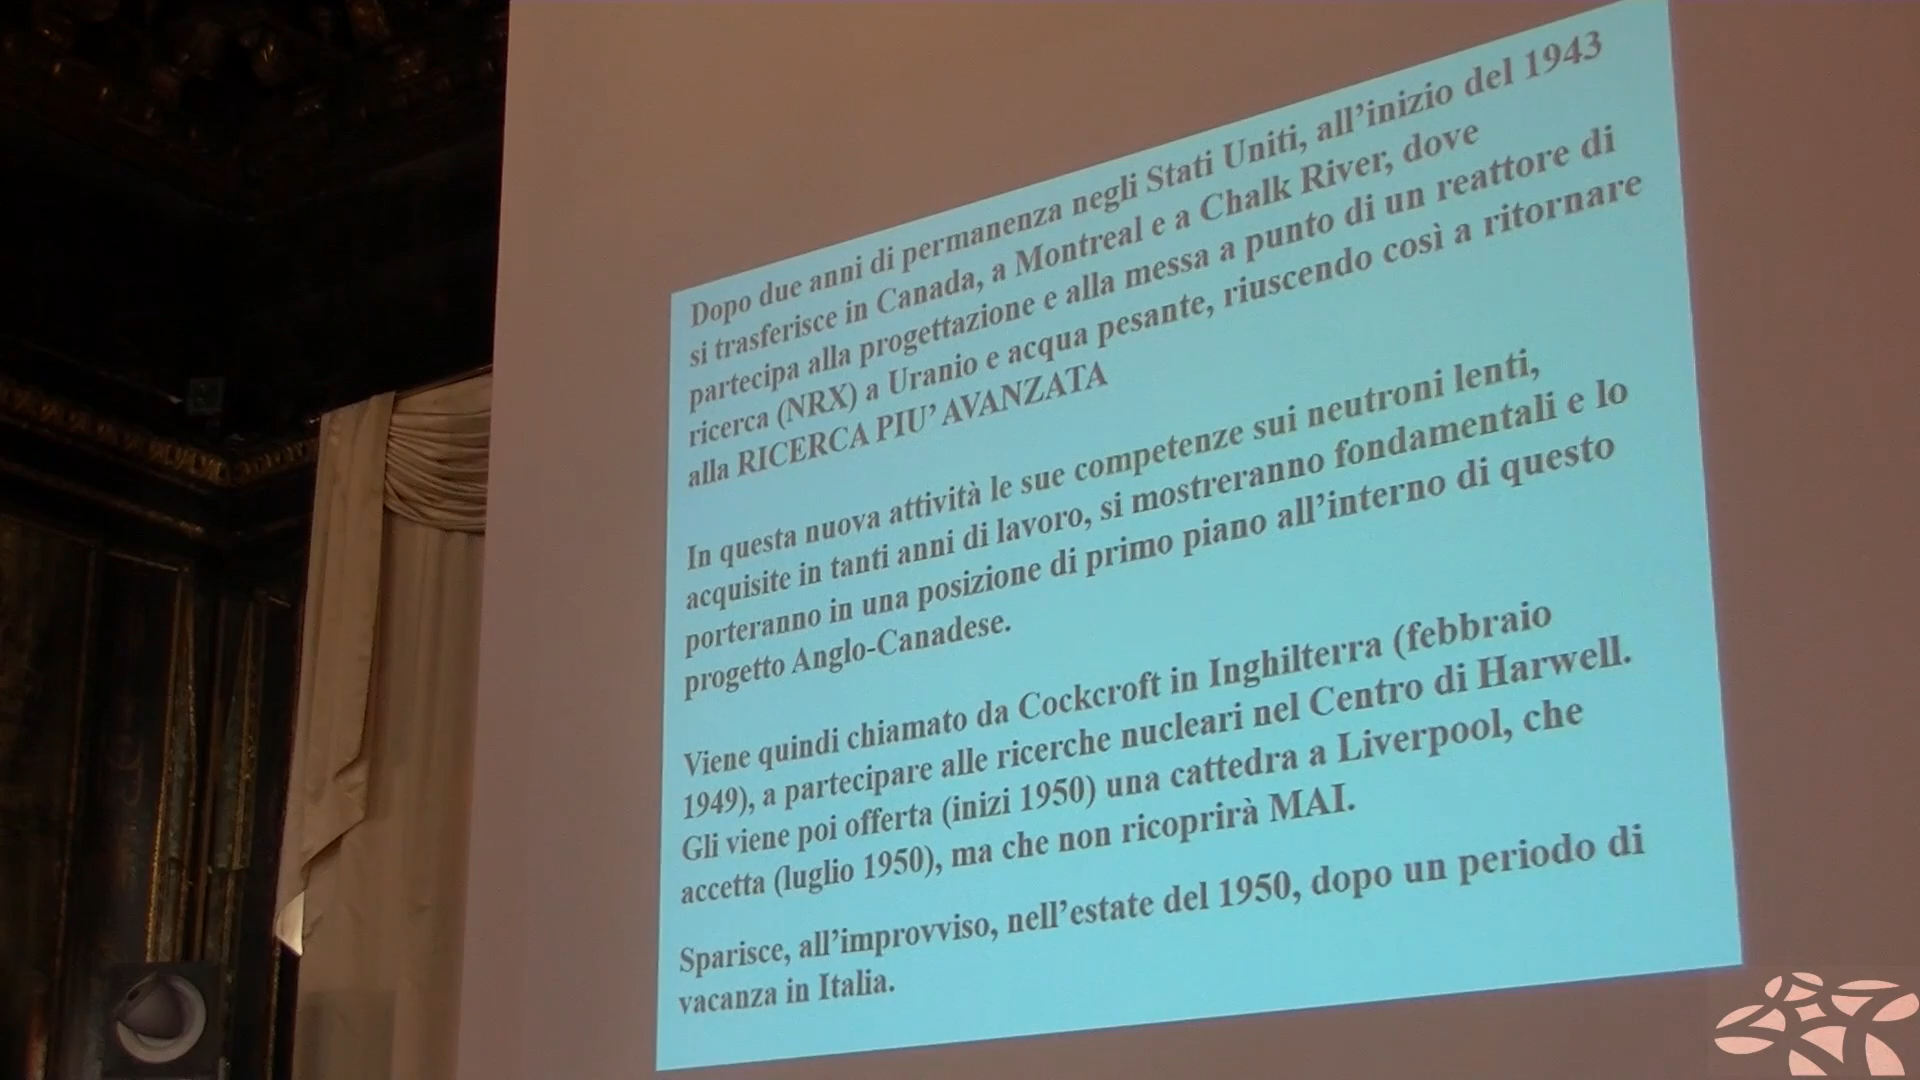 Dopo due anni di permanenza negli Stati Uniti, all’inizio del 1943
si trasferisce in Canada, a Montreal e a Chalk River, dove
partecipa alla progettazione e alla messa a punto di un reattore di
ricerca (NRX) a Uranio e acqua pesante, riuscendo così a ritornare
alla RICERCA PIU’ AVANZATA
In questa nuova attività le sue competenze sui neutroni lenti,
acquisite in tanti anni di lavoro, si mostreranno fondamentali e lo
porteranno in una posizione di primo piano all’interno di questo
progetto Anglo-Canadese.
Viene quindi chiamato da Cockcroft in Inghilterra (febbraio
1949), a partecipare alle ricerche nucleari nel Centro di Harwell.
Gli viene poi offerta (inizi 1950) una cattedra a Liverpool, che
accetta (luglio 1950), ma che non ricoprirà MAI.
Sparisce, all’improvviso, nell’estate del 1950, dopo un periodo di
vacanza in Italia.